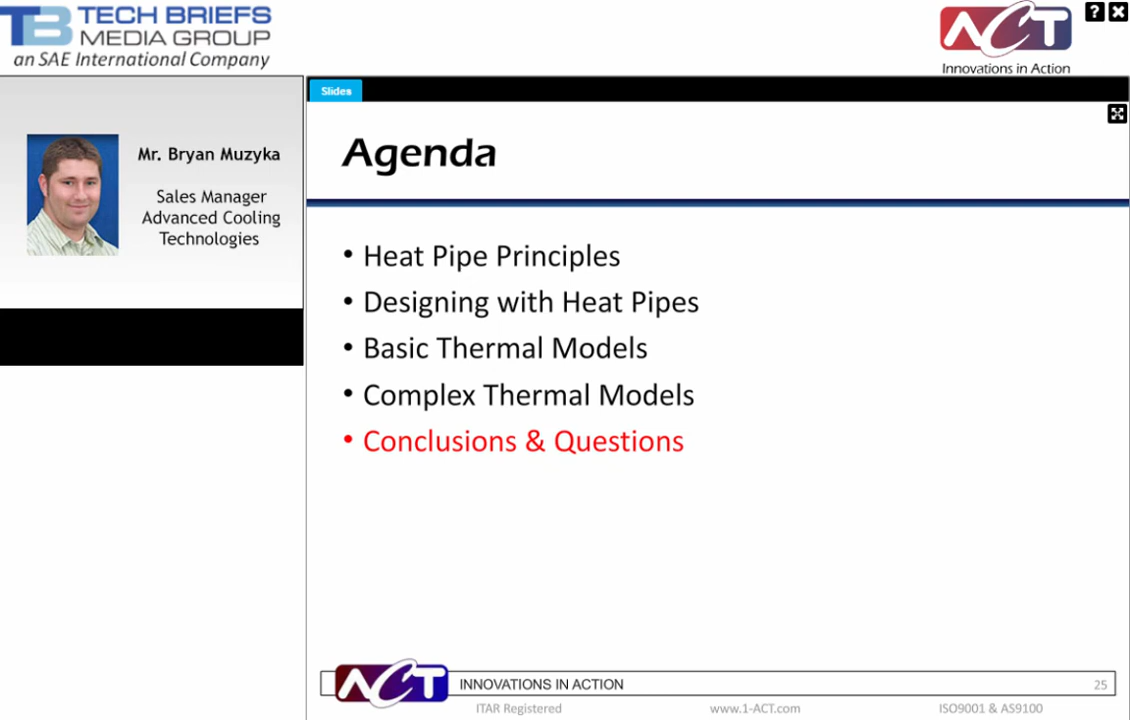 TB TECH BRIEFS
MEDIA GROUP
an SAE International Company
ACT
Innovations in Action
?
Slides
Mr. Bryan Muzyka
Sales Manager
Advanced Cooling
Technologies
Agenda
• Heat Pipe Principles
• Designing with Heat Pipes
• Basic Thermal Models
• Complex Thermal Models
• Conclusions & Questions
ACT INNOVATIONS IN ACTION 25
ITAR Registered www.1-ACT.com ISO9001 & AS9100